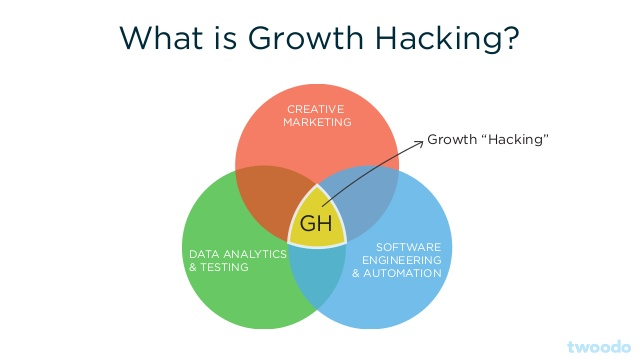 What is Growth Hacking?
CREATIVE
MARKETING
Growth “Hacking”
GH
DATA ANALYTICS
& TESTING
SOFTWARE
ENGINEERING
& AUTOMATION
twoodo